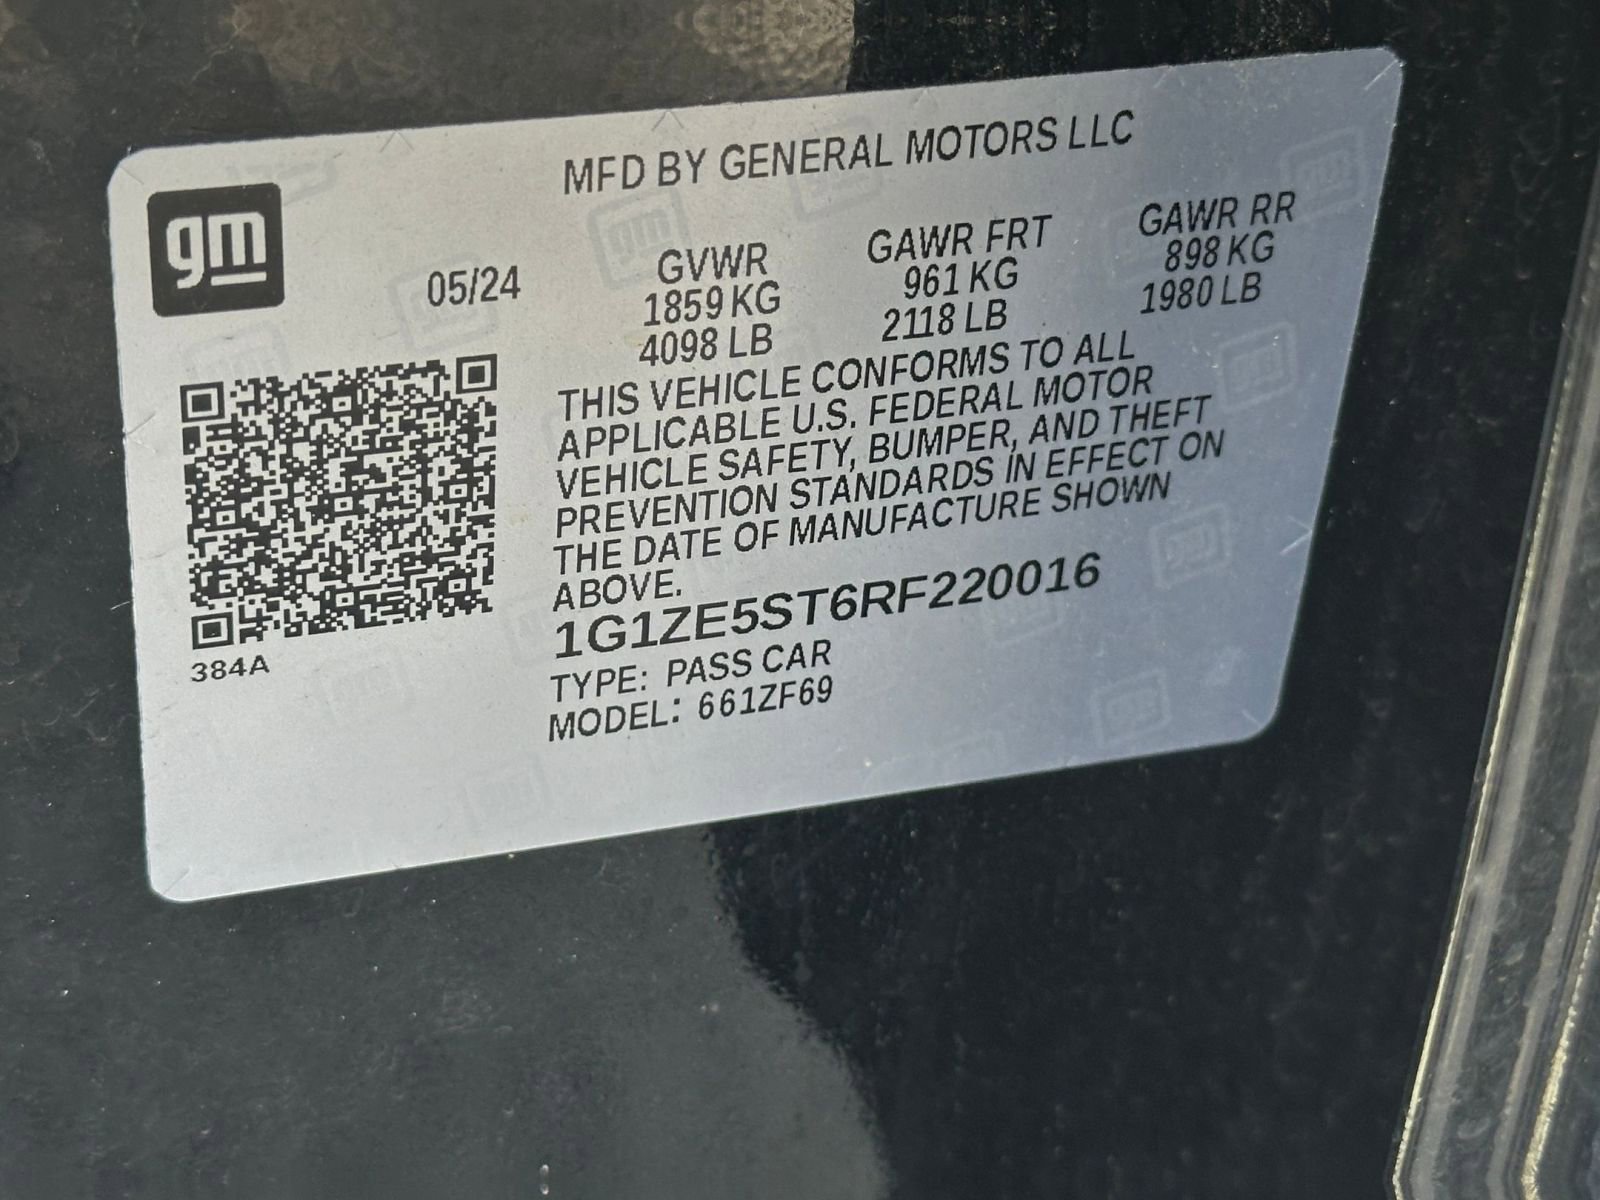 MFD BY GENERAL MOTORS LLC
gm
05/24
GVWR
1859 KG
4098 LB
GAWR FRT
961 KG
2118 LB
GAWR RR
898 KG
1980 LB
THIS VEHICLE CONFORMS TO ALL
APPLICABLE U.S. FEDERAL MOTOR
VEHICLE SAFETY, BUMPER, AND THEFT
PREVENTION STANDARDS IN EFFECT ON
THE DATE OF MANUFACTURE SHOWN
ABOVE.
1G1ZE5ST6RF220016
TYPE: PASS CAR
MODEL: 661ZF69
384A